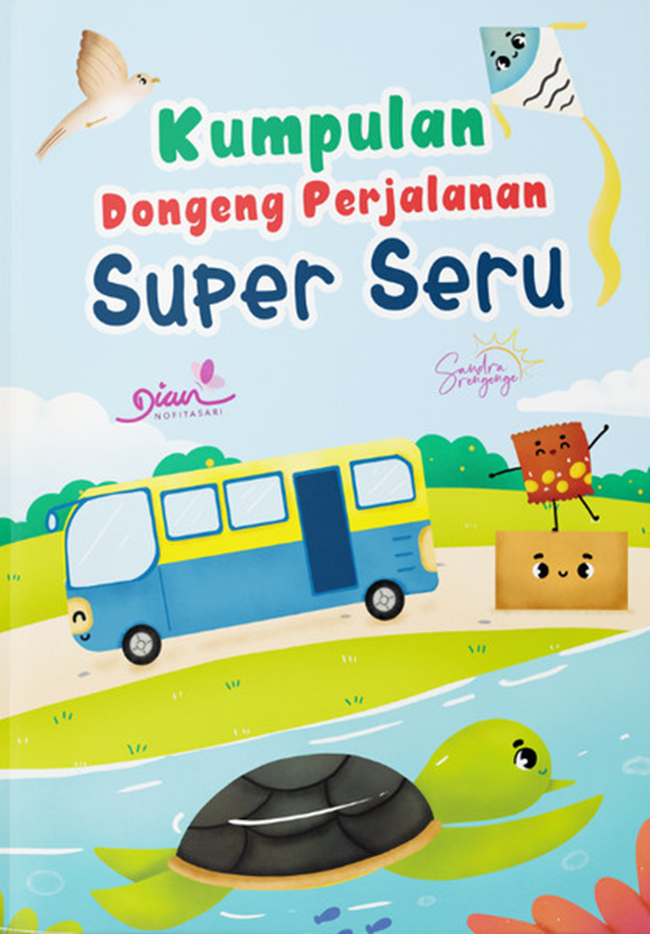 Kumpulan
Dongeng Perjalanan
Super Seru
Dian
NOFITASARI
Sandra
Srengenge